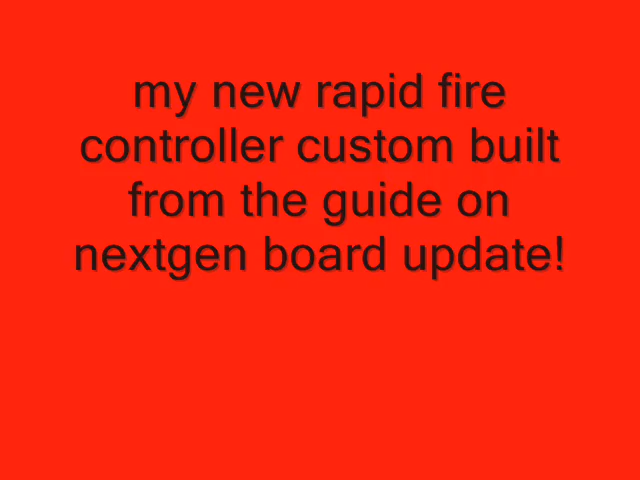 my new rapid fire
controller custom built
from the guide on
nextgen board update!